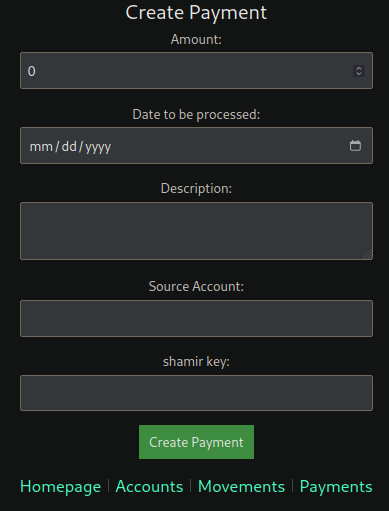 Create Payment
Amount:
0
Date to be processed:
mm/dd/yyyy
Description:
Source Account:
shamir key:
Create Payment
Homepage | Accounts | Movements | Payments